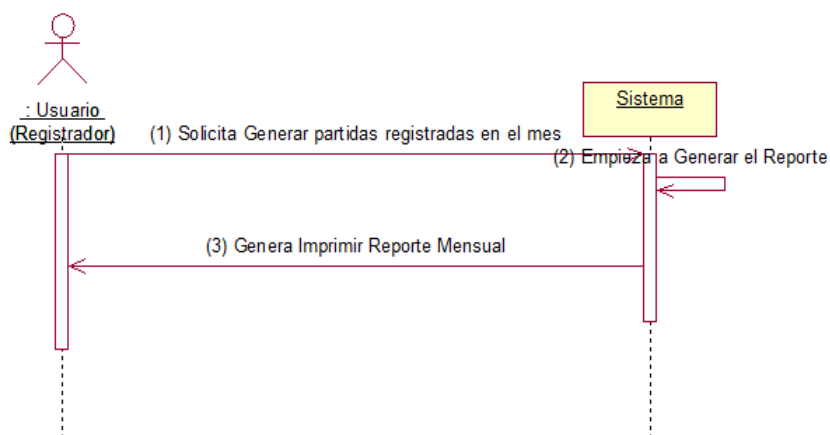 : Usuario
(Registrador)
Sistema
(1) Solicita Generar partidas registradas en el mes
(2) Empieza a Generar el Reporte
(3) Genera Imprimir Reporte Mensual